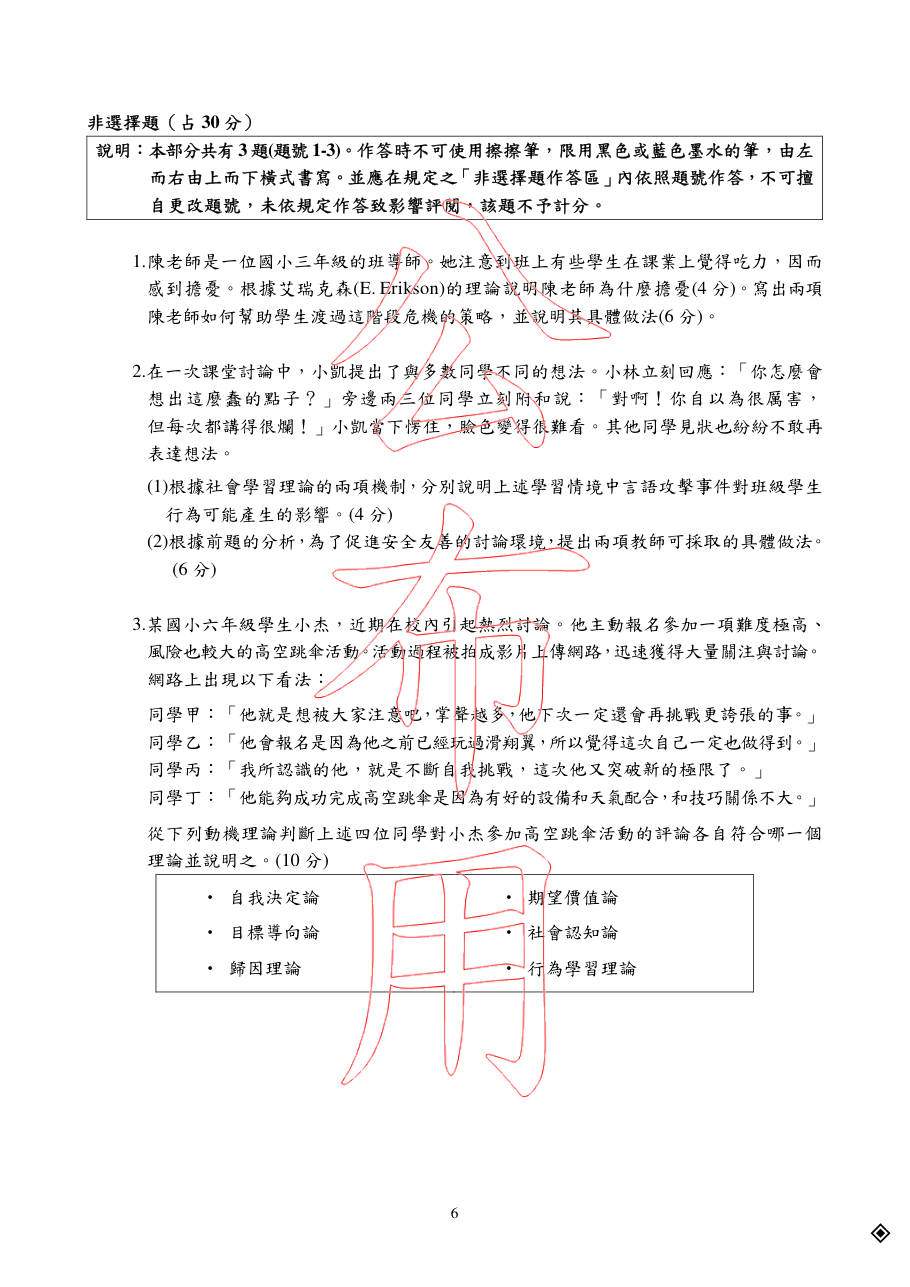 非選擇題（占 30 分）
說明：本部分共有 3 題(題號 1-3)。作答時不可使用擦擦筆，限用黑色或藍色墨水的筆，由左
而右由上而下橫式書寫。並應在規定之「非選擇題作答區」內依照題號作答，不可擅
自更改題號，未依規定作答致影響評閱，該題不予計分。
1.陳老師是一位國小三年級的班導師。她注意到班上有些學生在課業上覺得吃力，因而
感到擔憂。根據艾瑞克森(E. Erikson)的理論說明陳老師為什麼擔憂(4 分)。寫出兩項
陳老師如何幫助學生渡過這階段危機的策略，並說明其具體做法(6 分)。
2.在一次課堂討論中，小凱提出了與多數同學不同的想法。小林立刻回應：「你怎麼會
想出這麼蠢的點子？」旁邊兩三位同學立刻附和說：「對啊！你自以為很厲害，
但每次都講得很爛！」小凱當下愣住，臉色變得很難看。其他同學見狀也紛紛不敢再
表達想法。
(1)根據社會學習理論的兩項機制，分別說明上述學習情境中言語攻擊事件對班級學生
行為可能產生的影響。(4 分)
(2)根據前題的分析，為了促進安全友善的討論環境，提出兩項教師可採取的具體做法。
(6 分)
3.某國小六年級學生小杰，近期在校內引起熱烈討論。他主動報名參加一項難度極高、
風險也較大的高空跳傘活動。活動過程被拍成影片上傳網路，迅速獲得大量關注與討論。
網路上出現以下看法：
同學甲：「他就是想被大家注意吧，掌聲越多，他下次一定還會再挑戰更誇張的事。」
同學乙：「他會報名是因為他之前已經玩過滑翔翼，所以覺得這次自己一定也做得到。」
同學丙：「我所認識的他，就是不斷自我挑戰，這次他又突破新的極限了。」
同學丁：「他能夠成功完成高空跳傘是因為有好的設備和天氣配合，和技巧關係不大。」
從下列動機理論判斷上述四位同學對小杰參加高空跳傘活動的評論各自符合哪一個
理論並說明之。(10 分)
• 自我決定論 • 期望價值論
• 目標導向論 • 社會認知論
• 歸因理論 • 行為學習理論
公布用
6